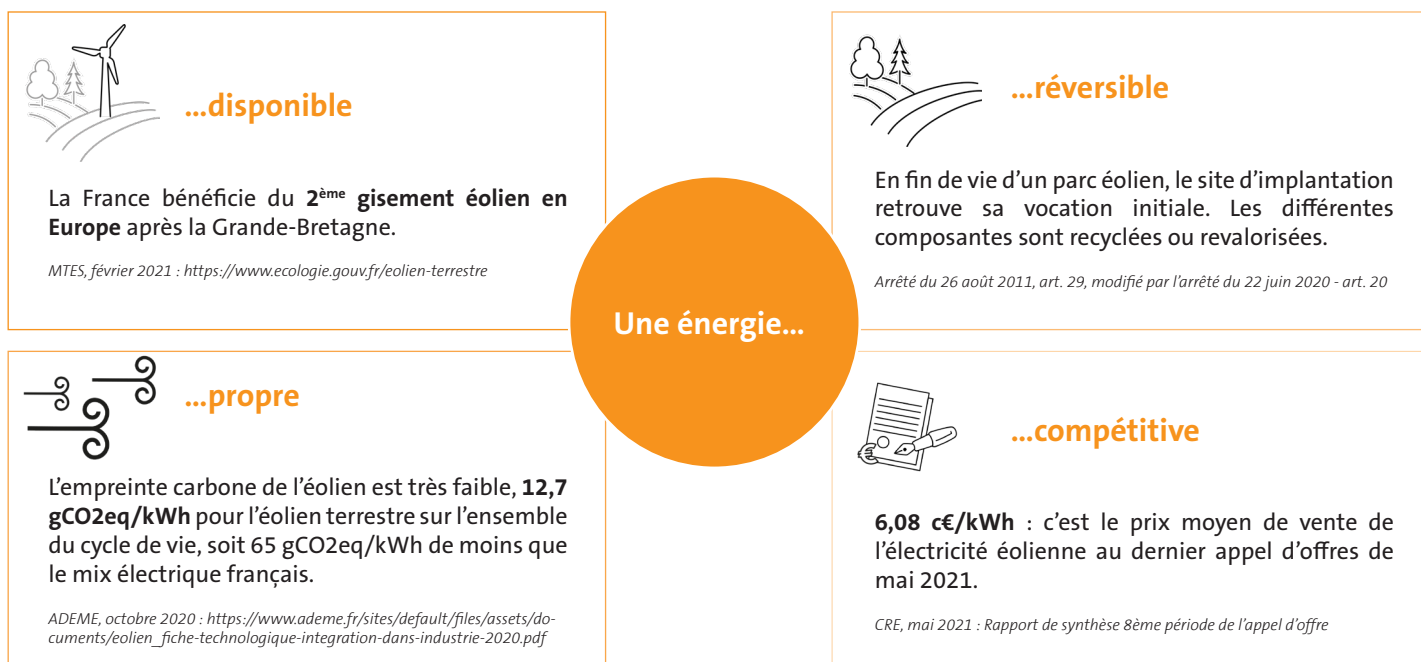 ...disponible
La France bénéficie du 2ème gisement éolien en
Europe après la Grande-Bretagne.
MTES, février 2021 : https://www.ecologie.gouv.fr/eolien-terrestre
...réversible
En fin de vie d’un parc éolien, le site d’implantation
retrouve sa vocation initiale. Les différentes
composantes sont recyclées ou revalorisées.
Arrêté du 26 août 2011, art. 29, modifié par l’arrêté du 22 juin 2020 - art. 20
Une énergie...
...propre
L’empreinte carbone de l’éolien est très faible, 12,7
gCO2eq/kWh pour l’éolien terrestre sur l’ensemble
du cycle de vie, soit 65 gCO2eq/kWh de moins que
le mix électrique français.
ADEME, octobre 2020 : https://www.ademe.fr/sites/default/files/assets/do-
cuments/eolien_fiche-technologique-integration-dans-industrie-2020.pdf
...compétitive
6,08 c€/kWh : c’est le prix moyen de vente de
l’électricité éolienne au dernier appel d’offres de
mai 2021.
CRE, mai 2021 : Rapport de synthèse 8ème période de l’appel d’offre